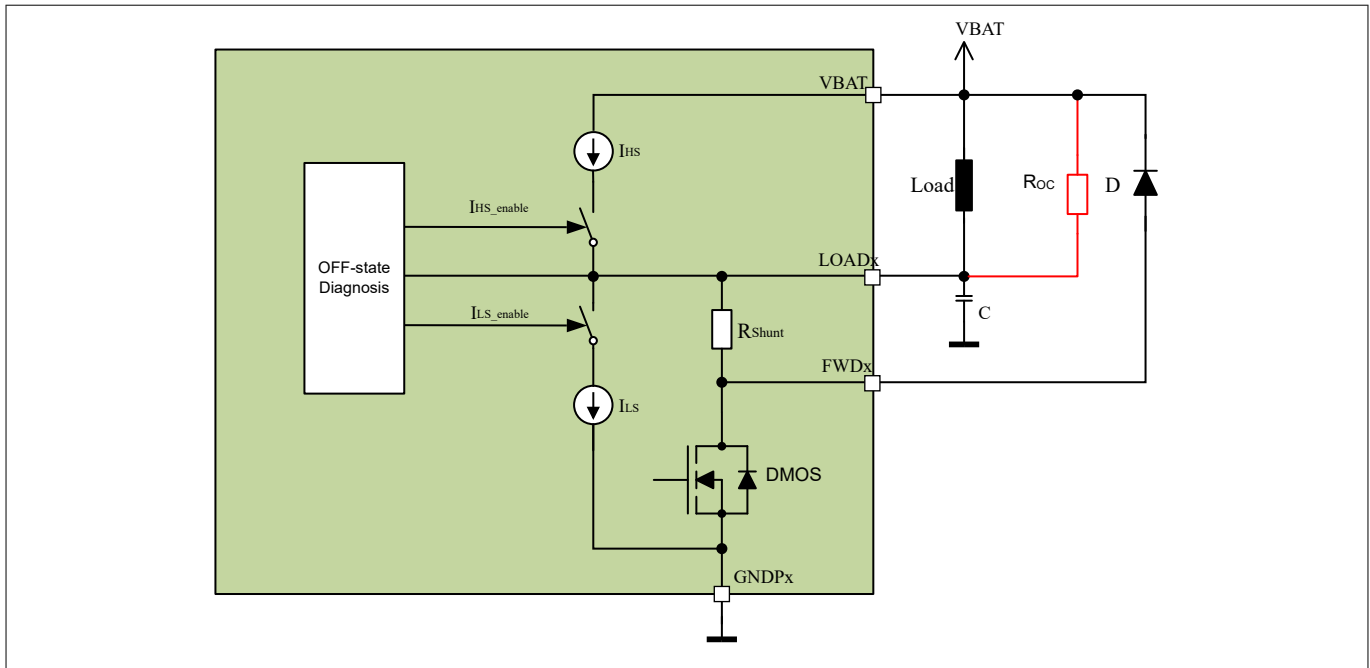 VBAT
VBAT
IHS
IHS_enable
Load
ROC
D
OFF-state
Diagnosis
LOADx
ILS_enable
RShunt
C
FWDx
ILS
DMOS
GNDPx